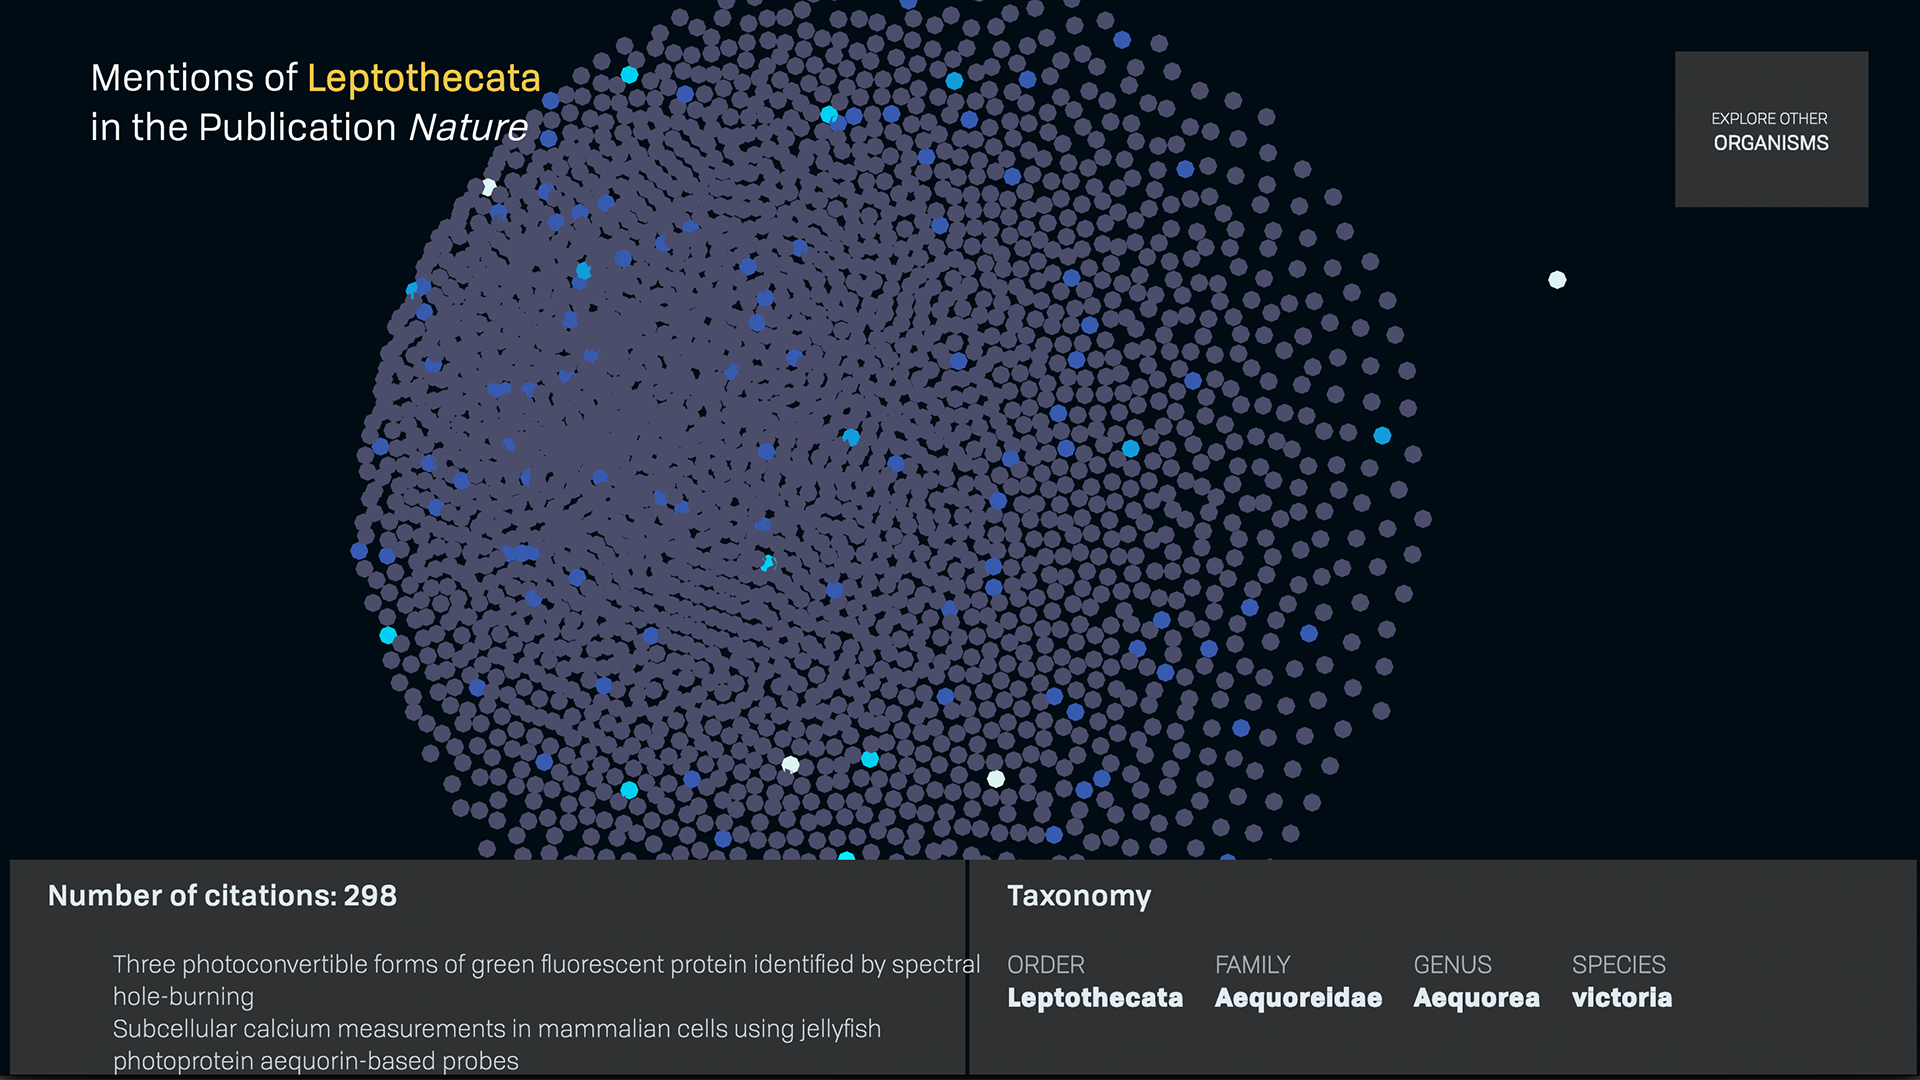 Mentions of Leptothecata
in the Publication Nature
EXPLORE OTHER
ORGANISMS
Number of citations: 298
Three photoconvertible forms of green fluorescent protein identified by spectral
hole-burning
Subcellular calcium measurements in mammalian cells using jellyfish
photoprotein aequorin-based probes
Taxonomy
ORDER FAMILY GENUS SPECIES
Leptothecata Aequoreidae Aequorea victoria